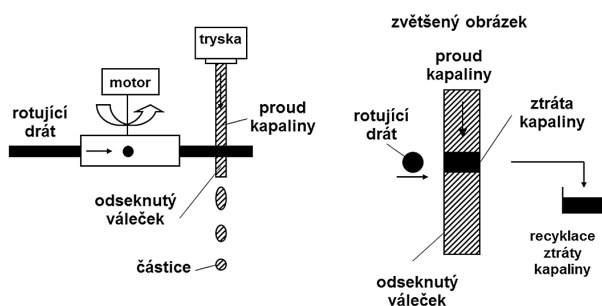 tryska
motor
rotující
drát
proud
kapaliny
odseknutý
váleček
částice
zvětšený obrázek
proud
kapaliny
rotující
drát
ztráta
kapaliny
odseknutý
váleček
recyklace
ztráty
kapaliny